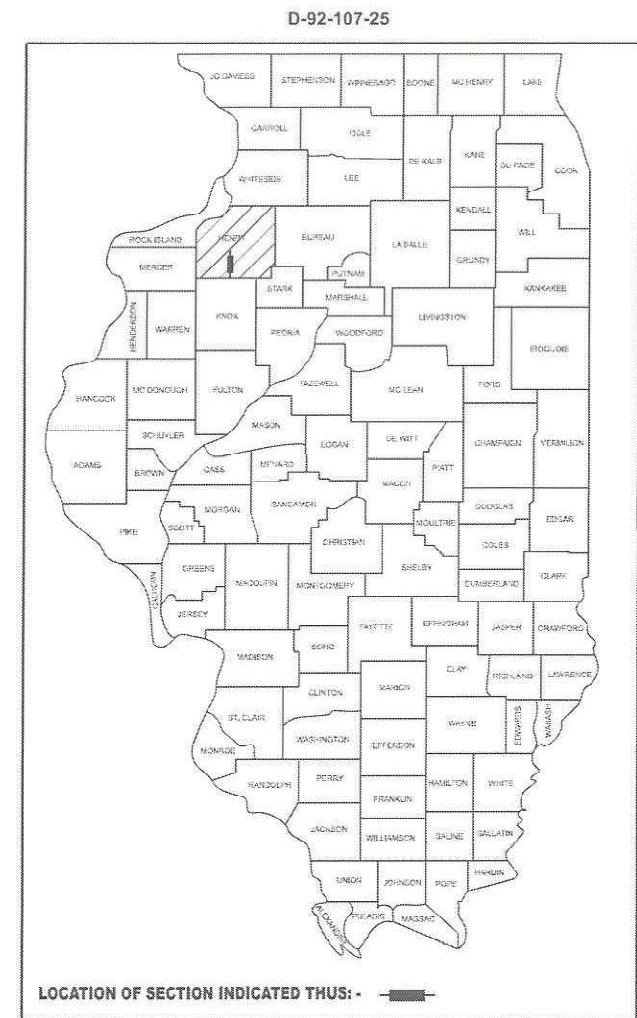 D-92-107-25
JO DAVIESS STEPHENSON WINNEBAGO BOONE MC HENRY LAKE
CARROLL OGLE DE KALB KANE DU PAGE COOK
WHITESIDE LEE
KENDALL WILL
ROCK ISLAND HENRY BUREAU LA SALLE GRUNDY
MERCER PUTNAM KANKAKEE
STARK MARSHALL LIVINGSTON
HENDERSON WARREN KNOX PEORIA WOODFORD IROQUOIS
HANCOCK MC DONOUGH FULTON TAZEWELL MC LEAN FORD
MASON
SCHUYLER LOGAN DE WITT CHAMPAIGN VERMILION
ADAMS BROWN CASS MENARD PIATT
MACON
PIKE SCOTT MORGAN SANGAMON MOULTRIE DOUGLAS EDGAR
CHRISTIAN COLES
GREENE SHELBY
CALHOUN MACOUPIN MONTGOMERY CUMBERLAND CLARK
JERSEY
FAYETTE EFFINGHAM JASPER CRAWFORD
MADISON BOND
CLAY RICHLAND LAWRENCE
CLINTON MARION
ST. CLAIR WAYNE EDWARDS WABASH
WASHINGTON JEFFERSON
MONROE
RANDOLPH PERRY HAMILTON WHITE
FRANKLIN
JACKSON WILLIAMSON SALINE GALLATIN
UNION JOHNSON POPE HARDIN
ALEXANDER PULASKI MASSAC
LOCATION OF SECTION INDICATED THUS: -